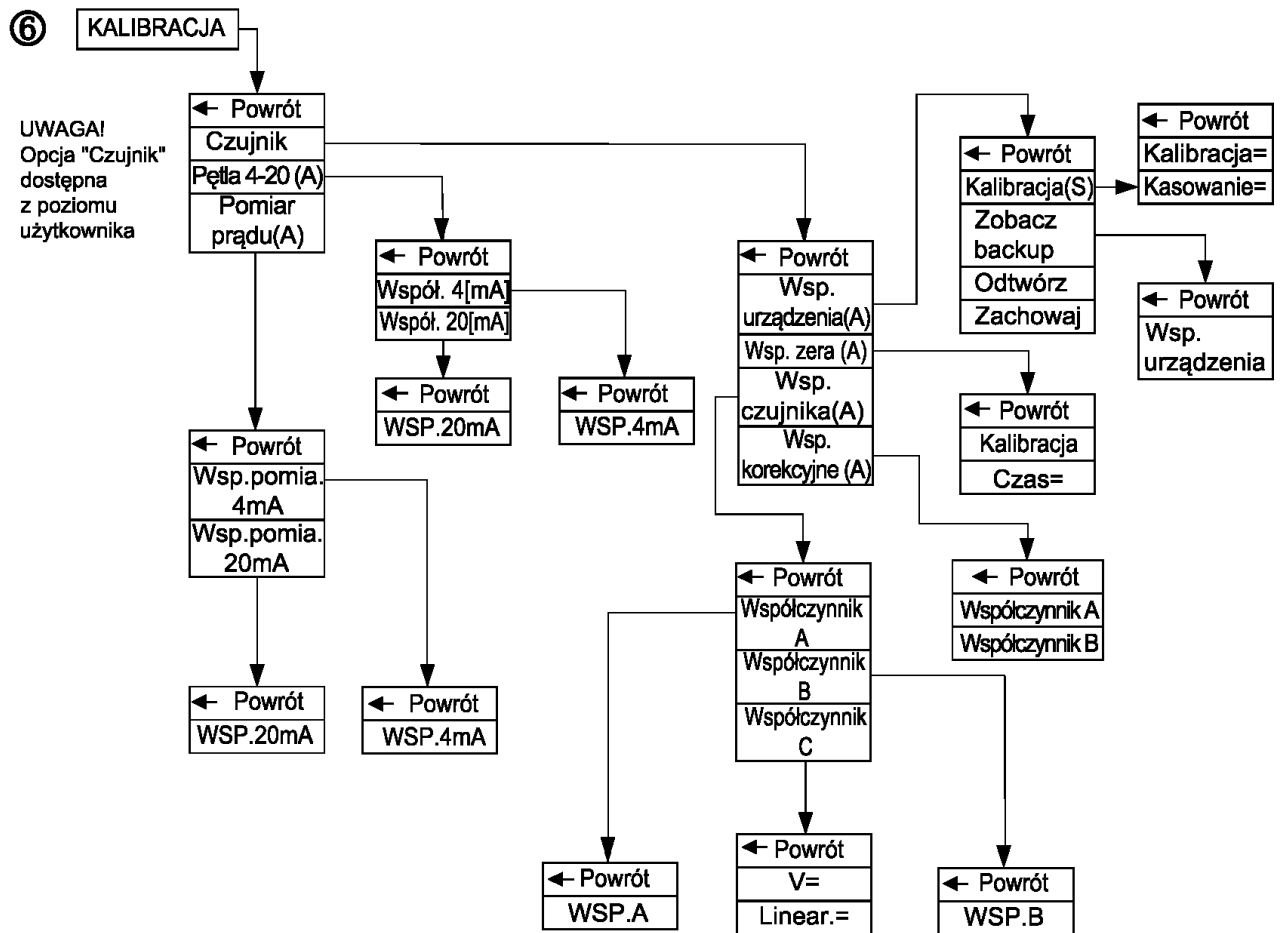 ⑥ KALIBRACJA
UWAGA!
Opcja "Czujnik"
dostępna
z poziomu
użytkownika
← Powrót
Czujnik
Pętla 4-20 (A)
Pomiar
prądu(A)
← Powrót
Współ. 4[mA]
Współ. 20[mA]
← Powrót
WSP.20mA
← Powrót
WSP.4mA
← Powrót
Wsp.pomia.
4mA
Wsp.pomia.
20mA
← Powrót
WSP.20mA
← Powrót
WSP.4mA
← Powrót
Wsp.
urządzenia(A)
Wsp. zera (A)
Wsp.
czujnika(A)
Wsp.
korekcyjne (A)
← Powrót
Kalibracja(S)
Zobacz
backup
Odtwórz
Zachowaj
← Powrót
Kalibracja=
Kasowanie=
← Powrót
Wsp.
urządzenia
← Powrót
Kalibracja
Czas=
← Powrót
Współczynnik A
Współczynnik B
← Powrót
Współczynnik
A
Współczynnik
B
Współczynnik
C
← Powrót
WSP.A
← Powrót
V=
Linear.=
← Powrót
WSP.B